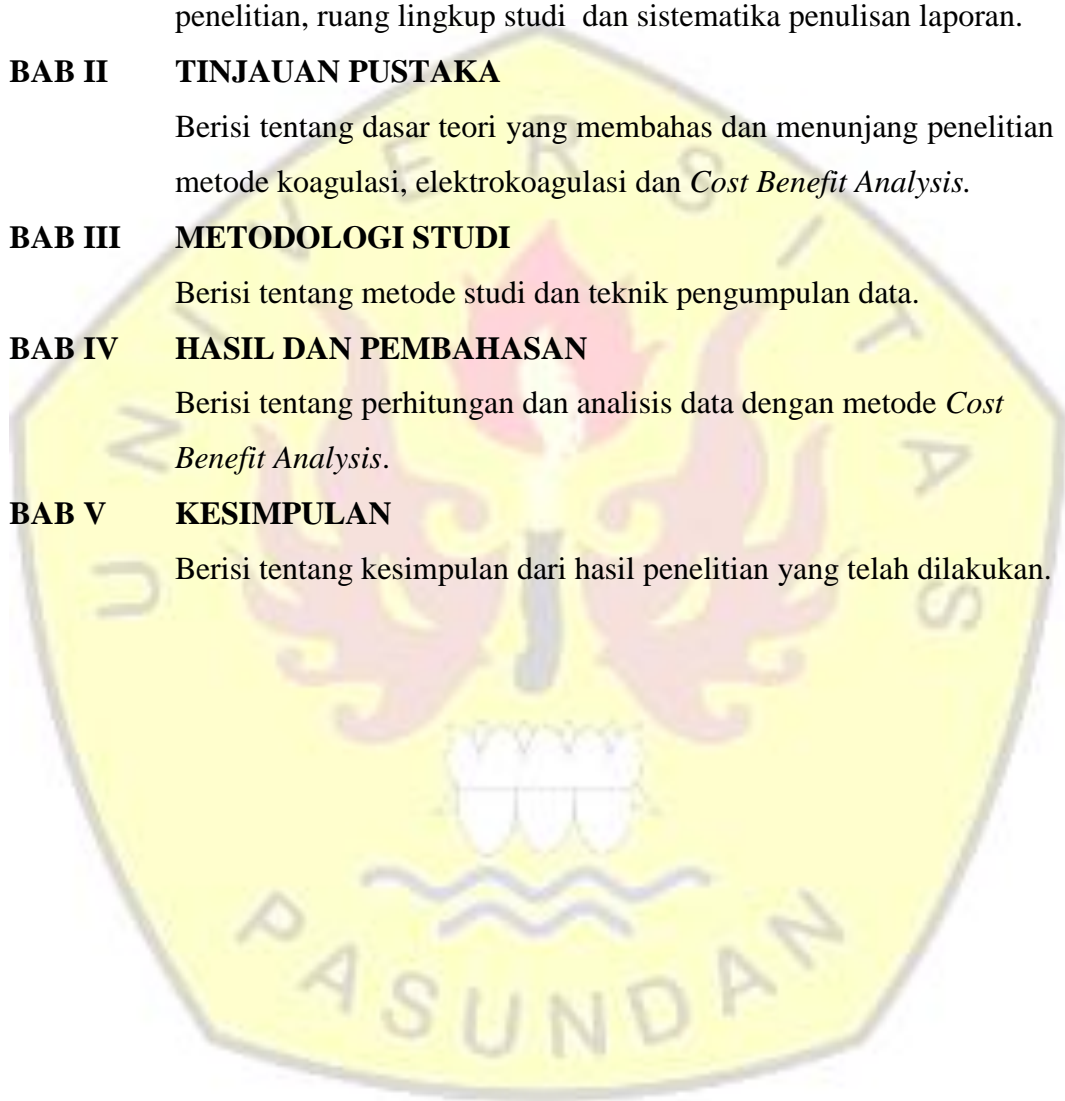 penelitian, ruang lingkup studi dan sistematika penulisan laporan.
BAB II TINJAUAN PUSTAKA
Berisi tentang dasar teori yang membahas dan menunjang penelitian
metode koagulasi, elektrokoagulasi dan Cost Benefit Analysis.
BAB III METODOLOGI STUDI
Berisi tentang metode studi dan teknik pengumpulan data.
BAB IV HASIL DAN PEMBAHASAN
Berisi tentang perhitungan dan analisis data dengan metode Cost
Benefit Analysis.
BAB V KESIMPULAN
Berisi tentang kesimpulan dari hasil penelitian yang telah dilakukan.
UNIVERSITAS
PASUNDAN